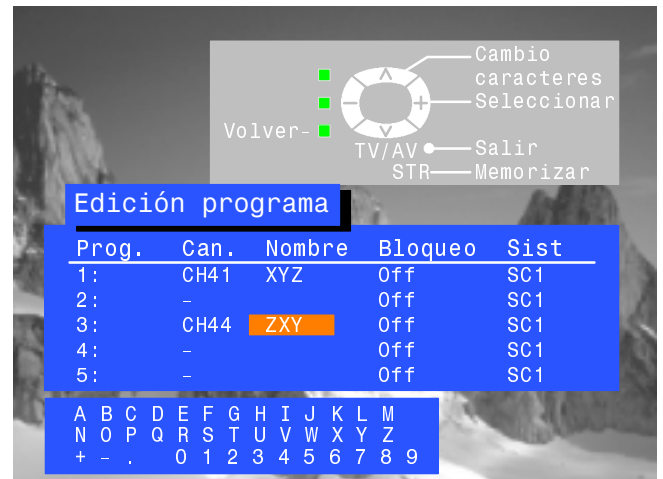 Cambio
caracteres
Seleccionar
Volver-
TV/AV Salir
STR Memorizar
Edición programa
Prog. Can. Nombre Bloqueo Sist
1: CH41 XYZ Off SC1
2: - Off SC1
3: CH44 ZXY Off SC1
4: - Off SC1
5: - Off SC1
A B C D E F G H I J K L M
N O P Q R S T U V W X Y Z
+ - . 0 1 2 3 4 5 6 7 8 9